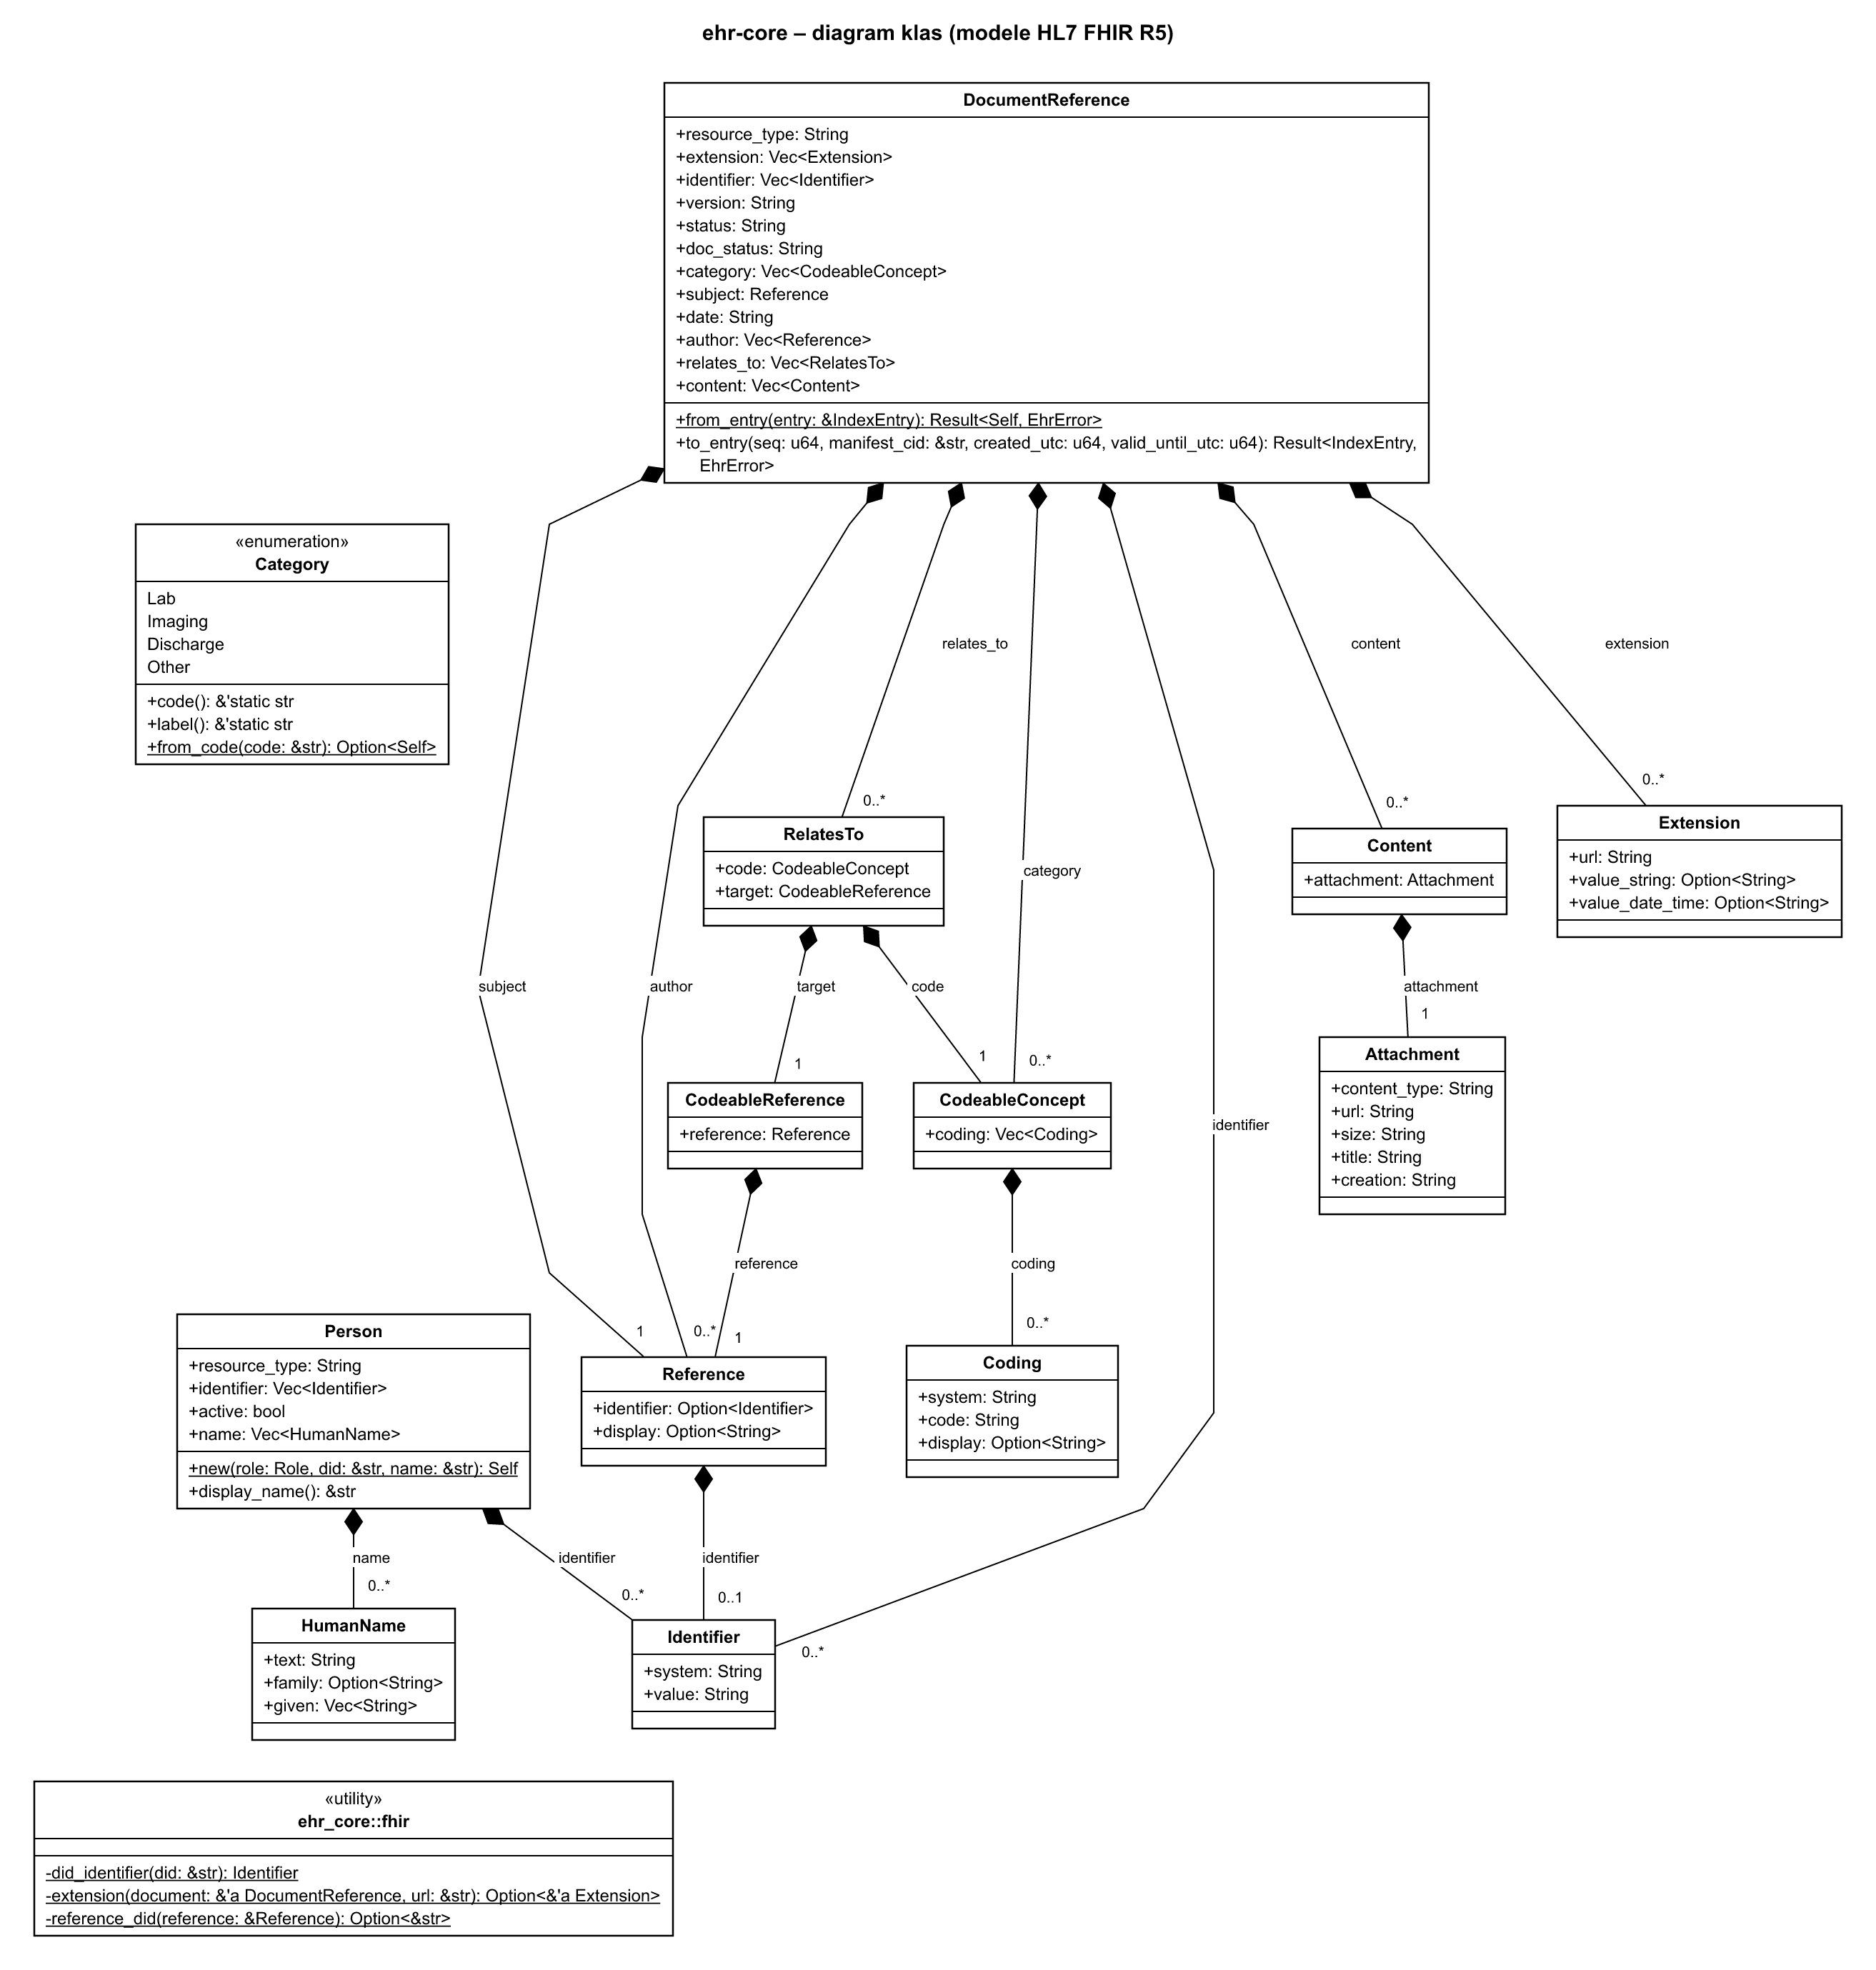 ehr-core – diagram klas (modele HL7 FHIR R5)
DocumentReference
+resource_type: String
+extension: Vec<Extension>
+identifier: Vec<Identifier>
+version: String
+status: String
+doc_status: String
+category: Vec<CodeableConcept>
+subject: Reference
+date: String
+author: Vec<Reference>
+relates_to: Vec<RelatesTo>
+content: Vec<Content>
+from_entry(entry: &IndexEntry): Result<Self, EhrError>
+to_entry(seq: u64, manifest_cid: &str, created_utc: u64, valid_until_utc: u64): Result<IndexEntry,
EhrError>
«enumeration»
Category
Lab
Imaging
Discharge
Other
+code(): &'static str
+label(): &'static str
+from_code(code: &str): Option<Self>
relates_to
content
extension
0..*
0..*
0..*
RelatesTo
+code: CodeableConcept
+target: CodeableReference
category
Content
+attachment: Attachment
Extension
+url: String
+value_string: Option<String>
+value_date_time: Option<String>
subject
author
target
code
attachment
1
1
1
0..*
CodeableReference
+reference: Reference
CodeableConcept
+coding: Vec<Coding>
identifier
Attachment
+content_type: String
+url: String
+size: String
+title: String
+creation: String
reference
coding
1
0..*
1
0..*
Person
+resource_type: String
+identifier: Vec<Identifier>
+active: bool
+name: Vec<HumanName>
+new(role: Role, did: &str, name: &str): Self
+display_name(): &str
Reference
+identifier: Option<Identifier>
+display: Option<String>
Coding
+system: String
+code: String
+display: Option<String>
name
identifier
identifier
0..*
0..*
0..1
0..*
HumanName
+text: String
+family: Option<String>
+given: Vec<String>
Identifier
+system: String
+value: String
«utility»
ehr_core::fhir
-did_identifier(did: &str): Identifier
-extension(document: &'a DocumentReference, url: &str): Option<&'a Extension>
-reference_did(reference: &Reference): Option<&str>